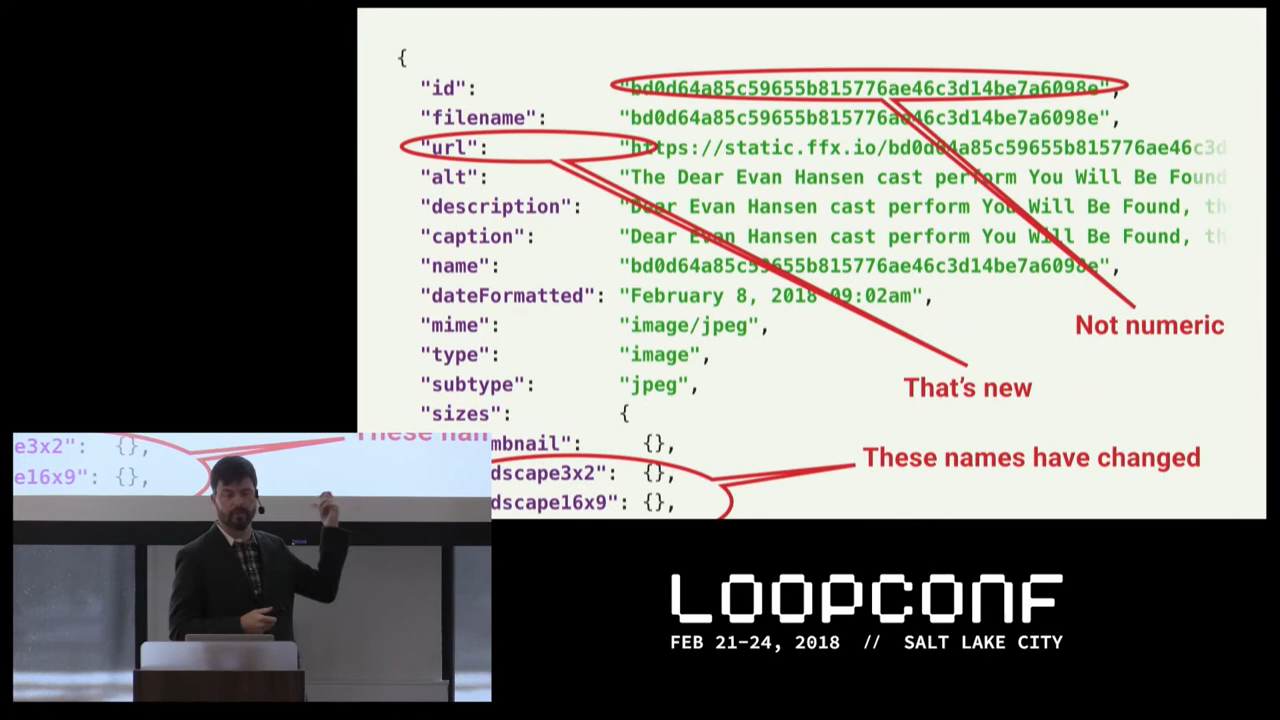 {
"id": "bd0d64a85c59655b815776ae46c3d14be7a6098e",
"filename": "bd0d64a85c59655b815776ae46c3d14be7a6098e",
"url": "https://static.ffx.io/bd0d64a85c59655b815776ae46c3d
"alt": "The Dear Evan Hansen cast perform You Will Be Found
"description": "Dear Evan Hansen cast perform You Will Be Found, th
"caption": "Dear Evan Hansen cast perform You Will Be Found, th
"name": "bd0d64a85c59655b815776ae46c3d14be7a6098e",
"dateFormatted": "February 8, 2018 09:02am",
"mime": "image/jpeg",
Not numeric
"type": "image",
"subtype": "jpeg",
That's new
"sizes": {
mbnail": {},
These names have changed
dscape3x2": {},
dscape16x9": {},
e3x2": {},
e16x9": {},
LOOPCONF
FEB 21-24, 2018 // SALT LAKE CITY